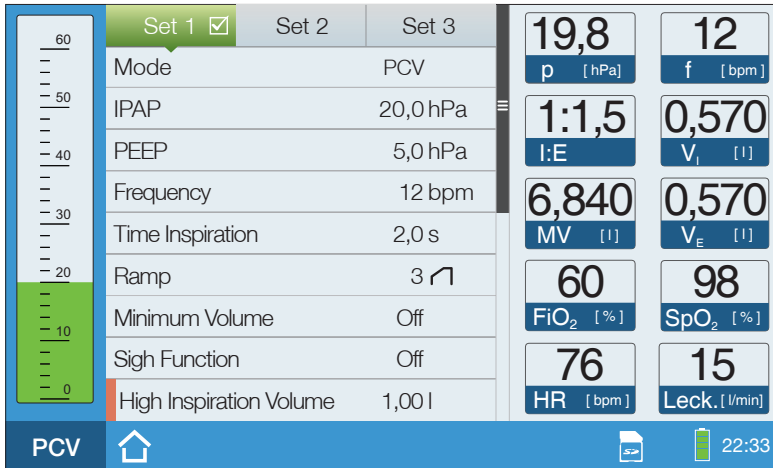 60
50
40
30
20
10
0
Set 1 Set 2 Set 3
Mode PCV
IPAP 20,0 hPa
PEEP 5,0 hPa
Frequency 12 bpm
Time Inspiration 2,0 s
Ramp 3
Minimum Volume Off
Sigh Function Off
High Inspiration Volume 1,00 l
19,8
p [hPa]
12
f [bpm]
1:1,5
I:E
0,570
VI [l]
6,840
MV [l]
0,570
VE [l]
60
FiO2 [%]
98
SpO2 [%]
76
HR [bpm]
15
Leck. [l/min]
PCV
22:33